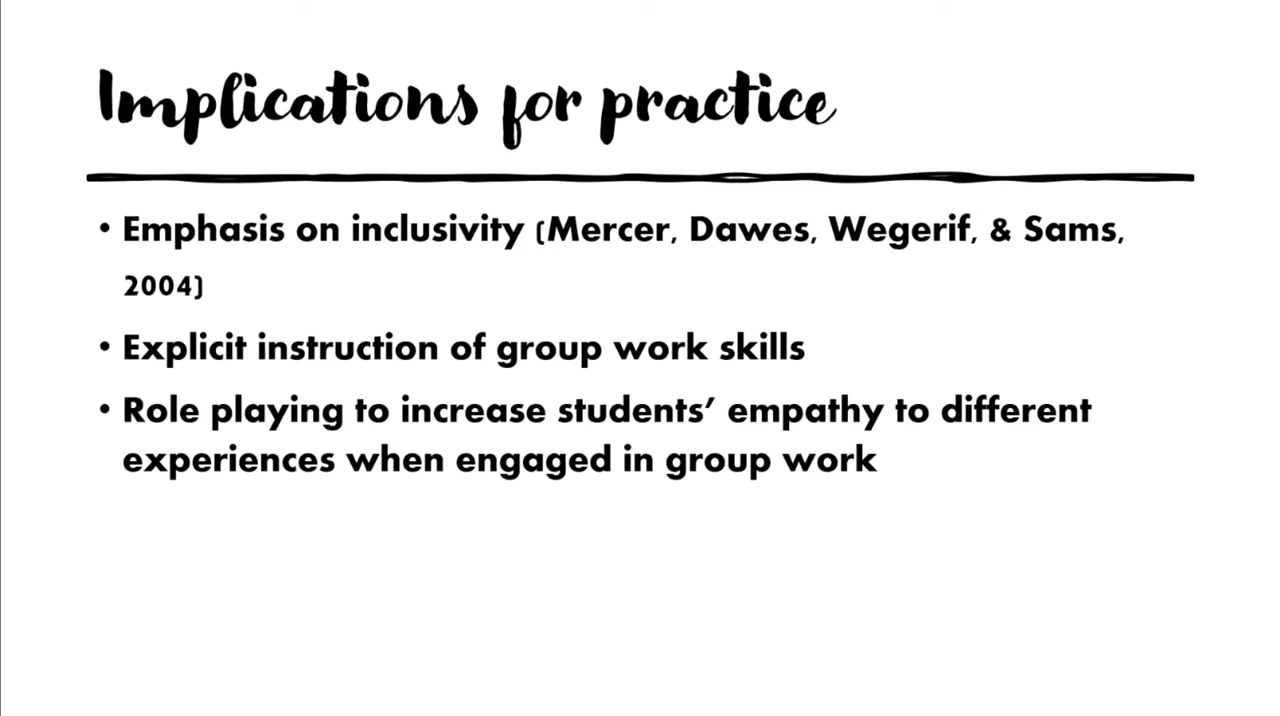 Implications for practice
• Emphasis on inclusivity (Mercer, Dawes, Wegerif, & Sams,
2004)
• Explicit instruction of group work skills
• Role playing to increase students’ empathy to different
experiences when engaged in group work